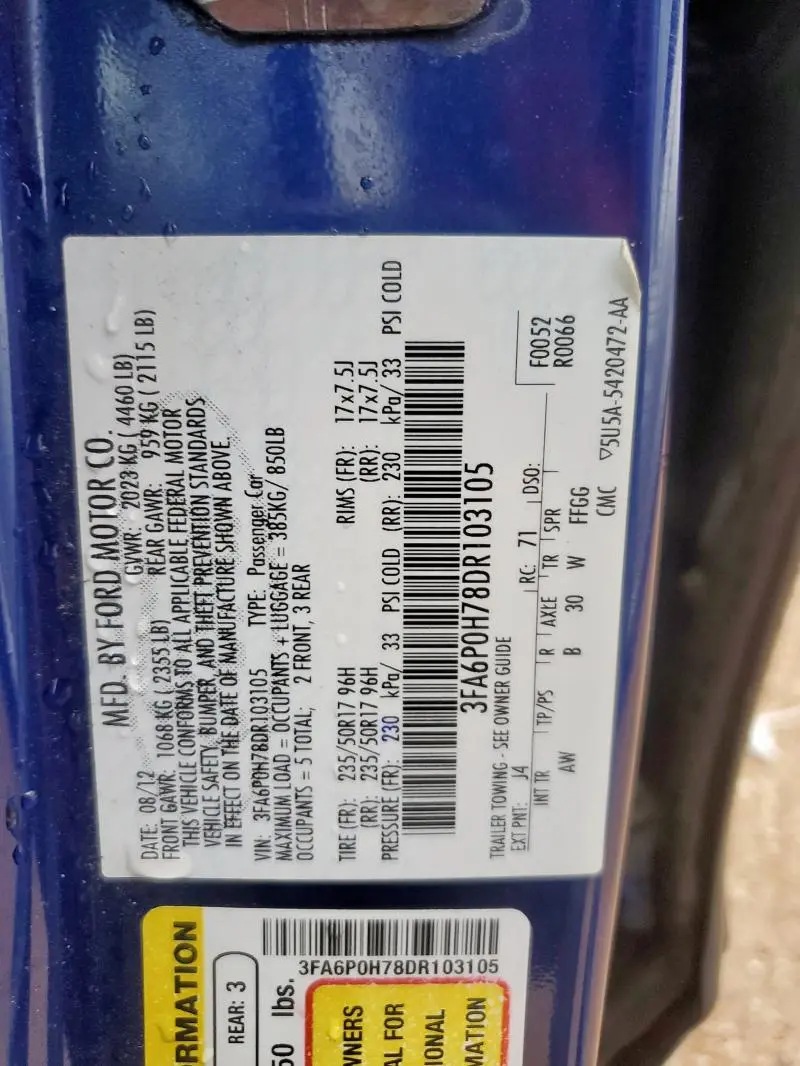 MFD. BY FORD MOTOR CO.
DATE: 08/12 GVWR: 2023 KG ( 4460 LB)
FRONT GAWR: 1068 KG ( 2355 LB) REAR GAWR: 959 KG ( 2115 LB)
THIS VEHICLE CONFORMS TO ALL APPLICABLE FEDERAL MOTOR
VEHICLE SAFETY, BUMPER, AND THEFT PREVENTION STANDARDS
IN EFFECT ON THE DATE OF MANUFACTURE SHOWN ABOVE.
VIN: 3FA6P0H78DR103105 TYPE: Passenger Car
MAXIMUM LOAD = OCCUPANTS + LUGGAGE = 385KG/ 850LB
OCCUPANTS = 5 TOTAL; 2 FRONT, 3 REAR
TIRE (FR): 235/50R17 96H RIMS (FR): 17x7.5J
(RR): 235/50R17 96H (RR): 17x7.5J
PRESSURE (FR): 230 kPa/ 33 PSI COLD (RR): 230 kPa/ 33 PSI COLD
3FA6P0H78DR103105
TRAILER TOWING - SEE OWNER GUIDE
EXT PNT: J4 RC: 71 DSO: F0052
R0066
INT TR TP/PS R AXLE TR SPR
AW B 30 W FFGG
CMC ▽5U5A-5420472-AA
RMATION
REAR: 3
50 lbs.
3FA6P0H78DR103105
WNERS
AL FOR
IONAL
MATION